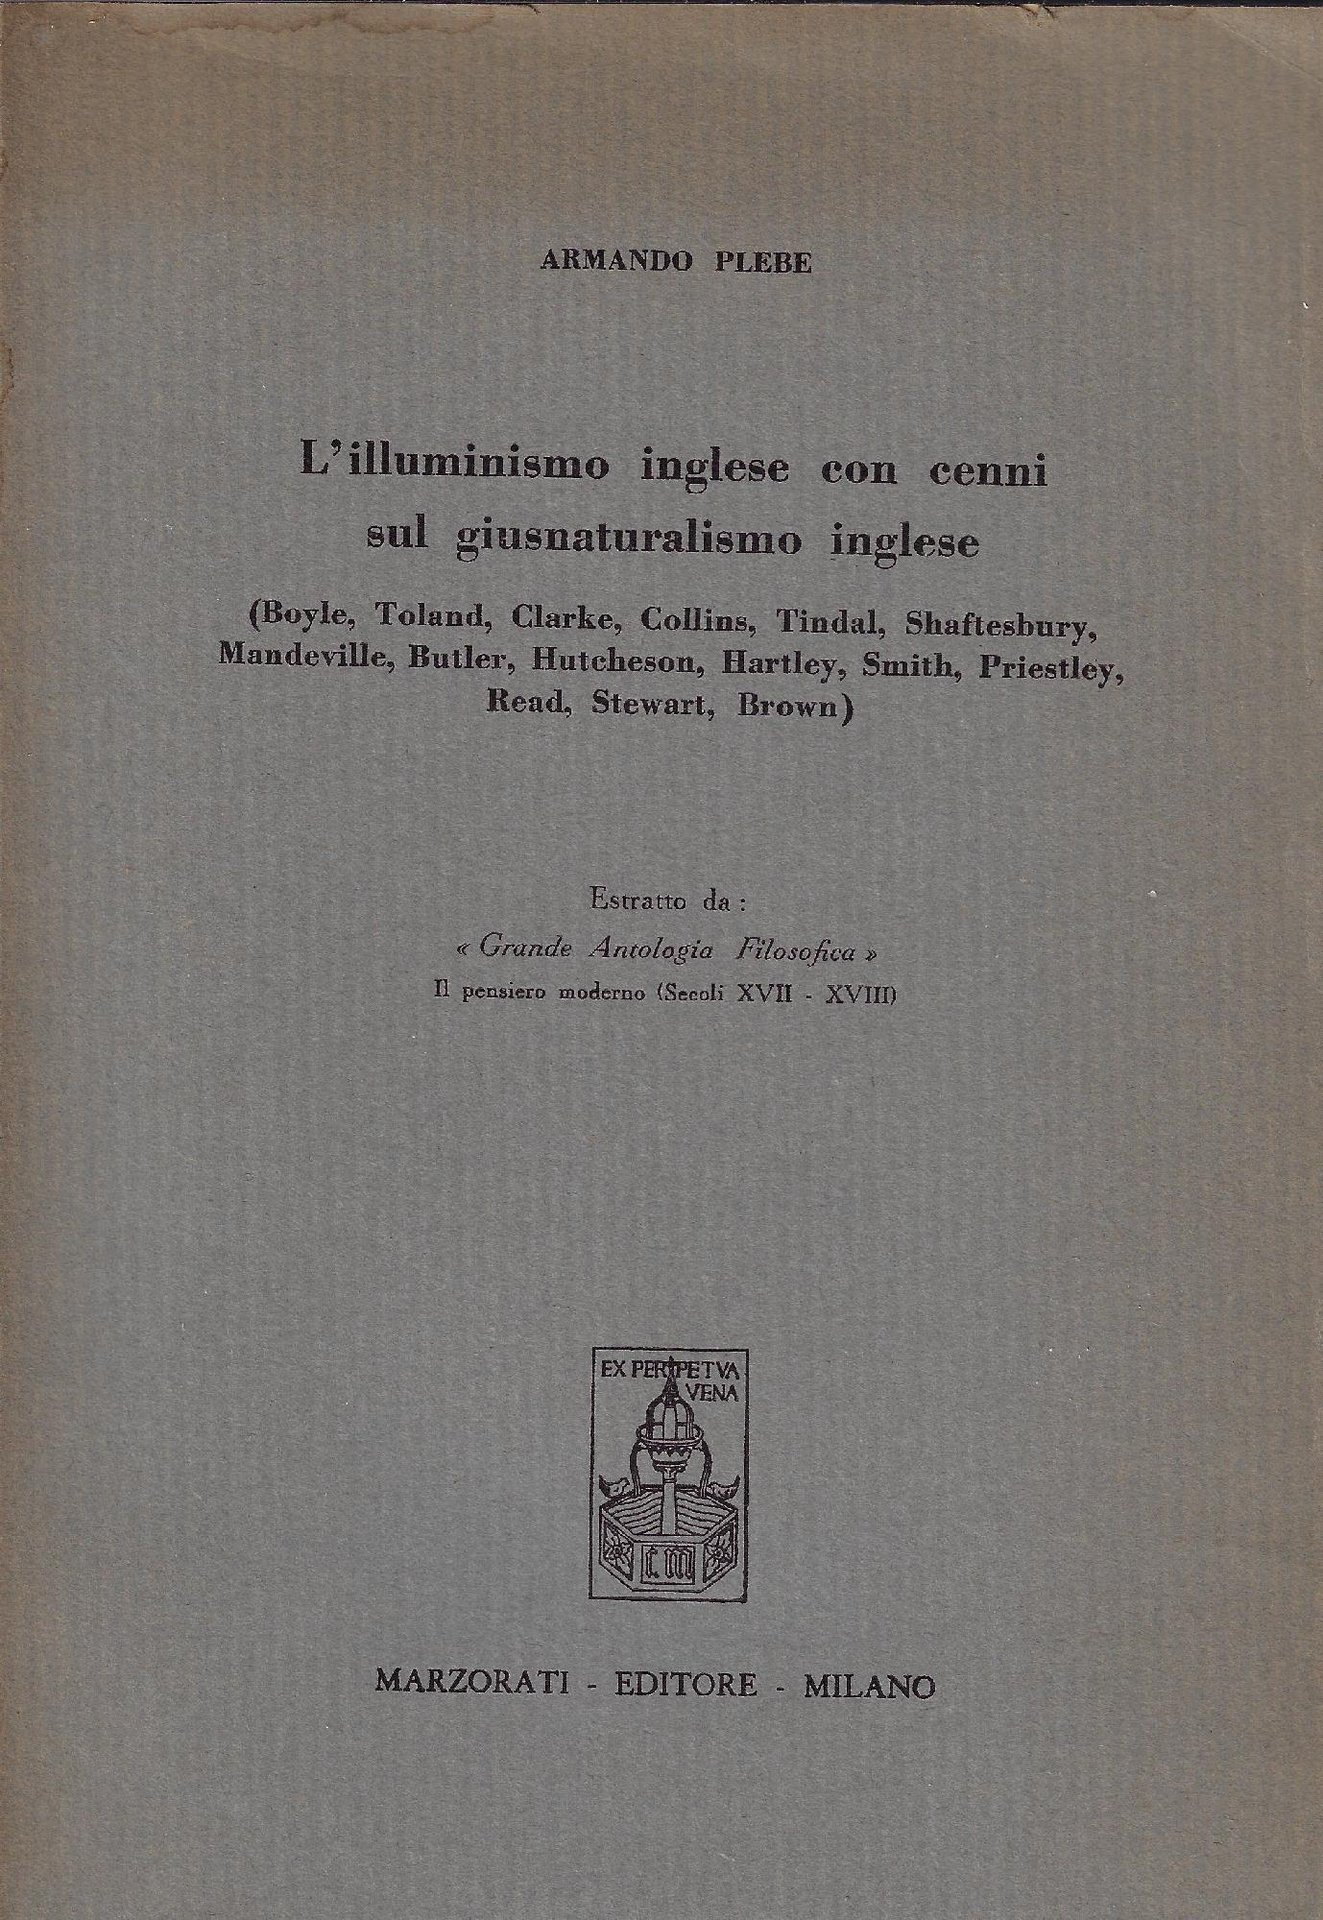 ARMANDO PLEBE
L'illuminismo inglese con cenni
sul giusnaturalismo inglese
(Boyle, Toland, Clarke, Collins, Tindal, Shaftesbury,
Mandeville, Butler, Hutcheson, Hartley, Smith, Priestley,
Read, Stewart, Brown)
Estratto da :
« Grande Antologia Filosofica »
Il pensiero moderno (Secoli XVII - XVIII)
EX PERPETVA
VENA
c.m
MARZORATI - EDITORE - MILANO